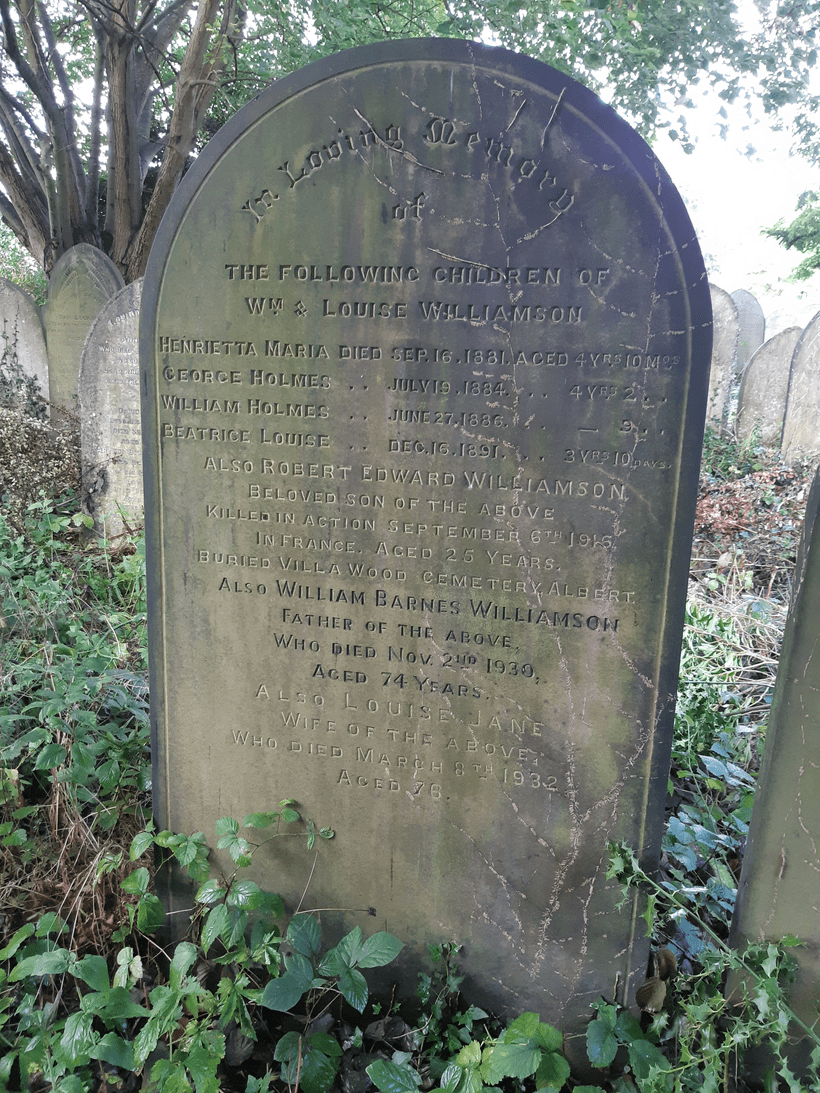 In Loving Memory
of
THE FOLLOWING CHILDREN OF
WM & LOUISE WILLIAMSON
HENRIETTA MARIA DIED SEP. 16. 1881. AGED 4 YRS 10 MOS
GEORGE HOLMES .. JULY 19. 1884. .. 4 YRS 2 ..
WILLIAM HOLMES .. JUNE 27. 1886. .. — 9 ..
BEATRICE LOUISE .. DEC. 16. 1891. .. 3 YRS 10 DAYS.
ALSO ROBERT EDWARD WILLIAMSON
BELOVED SON OF THE ABOVE
KILLED IN ACTION SEPTEMBER 6TH 1916
IN FRANCE. AGED 25 YEARS.
BURIED VILLA WOOD CEMETERY, ALBERT.
ALSO WILLIAM BARNES WILLIAMSON
FATHER OF THE ABOVE,
WHO DIED NOV. 2ND 1930,
AGED 74 YEARS.
ALSO LOUISE JANE
WIFE OF THE ABOVE,
WHO DIED MARCH 8TH 1932
AGED 76.